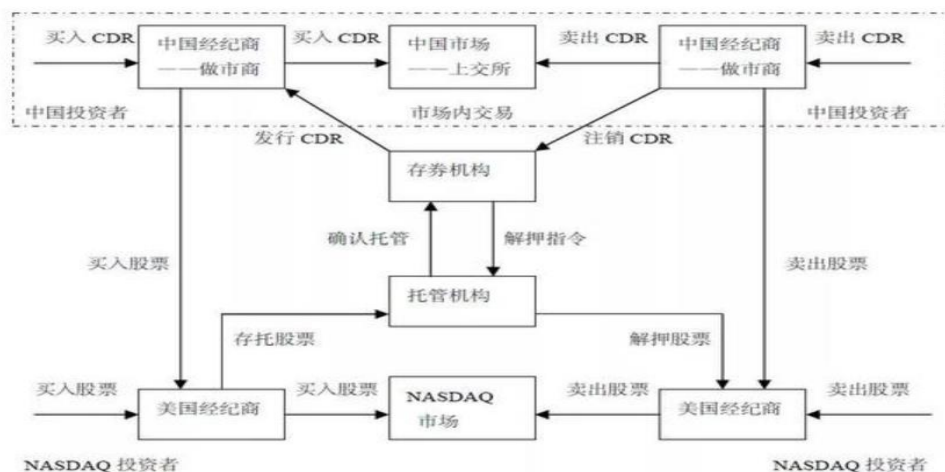 买入 CDR
中国经纪商
——做市商
买入 CDR
中国市场
——上交所
卖出 CDR
中国经纪商
——做市商
卖出 CDR
中国投资者
市场内交易
中国投资者
发行 CDR
注销 CDR
存券机构
确认托管
解押指令
买入股票
卖出股票
托管机构
存托股票
解押股票
买入股票
美国经纪商
买入股票
NASDAQ
市场
卖出股票
美国经纪商
卖出股票
NASDAQ 投资者
NASDAQ 投资者